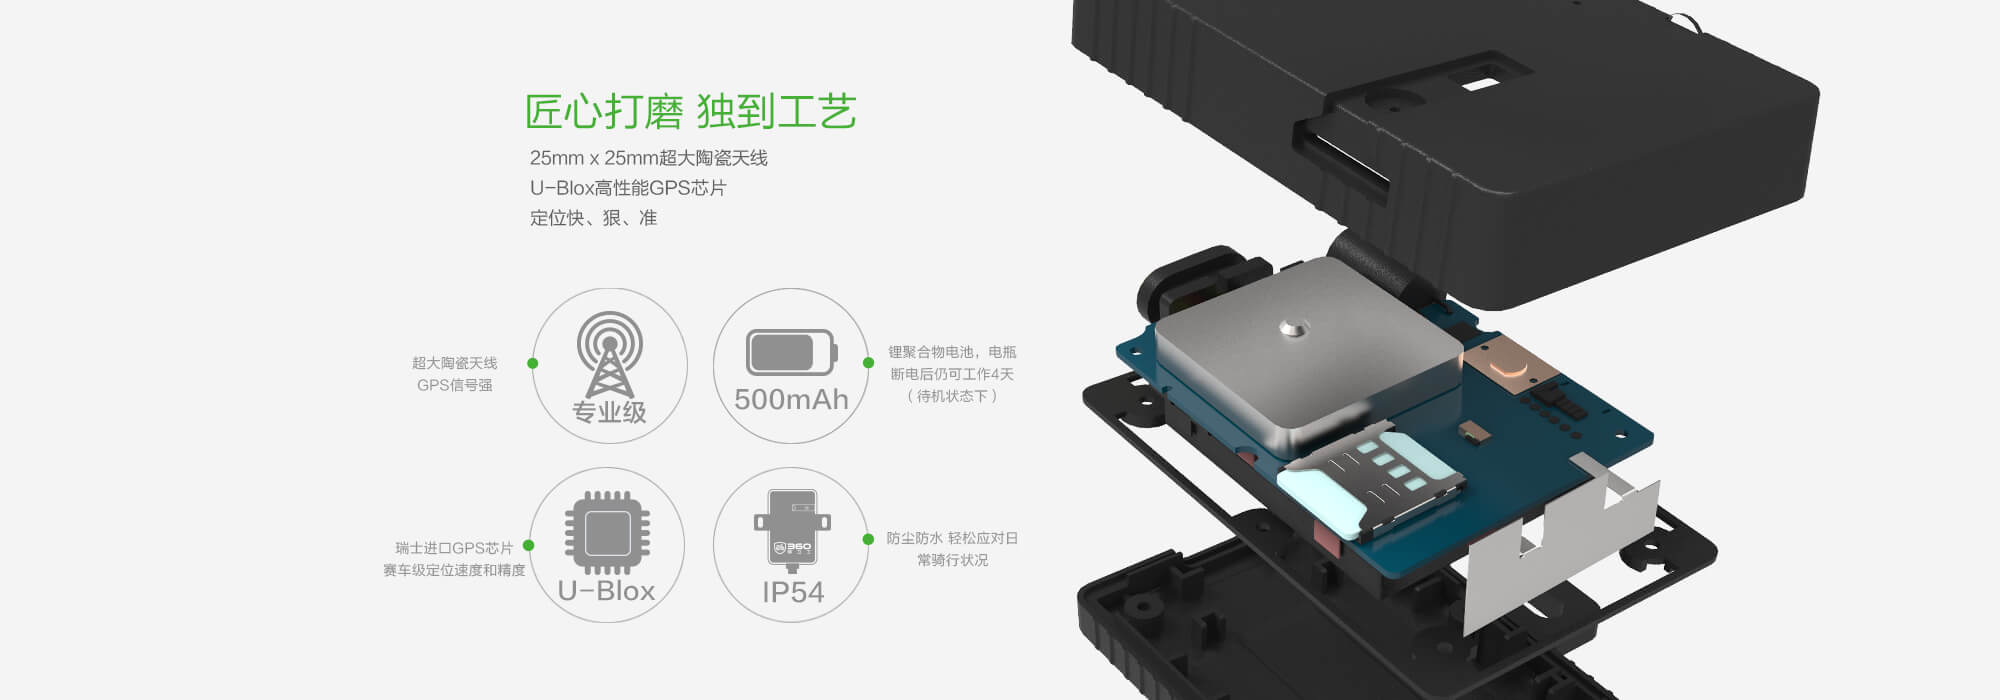 匠心打磨 独到工艺
25mm x 25mm超大陶瓷天线
U-Blox高性能GPS芯片
定位快、狠、准
超大陶瓷天线
GPS信号强
专业级
500mAh
锂聚合物电池，电瓶
断电后仍可工作4天
（待机状态下）
瑞士进口GPS芯片
赛车级定位速度和精度
U-Blox
360
IP54
防尘防水 轻松应对日
常骑行状况